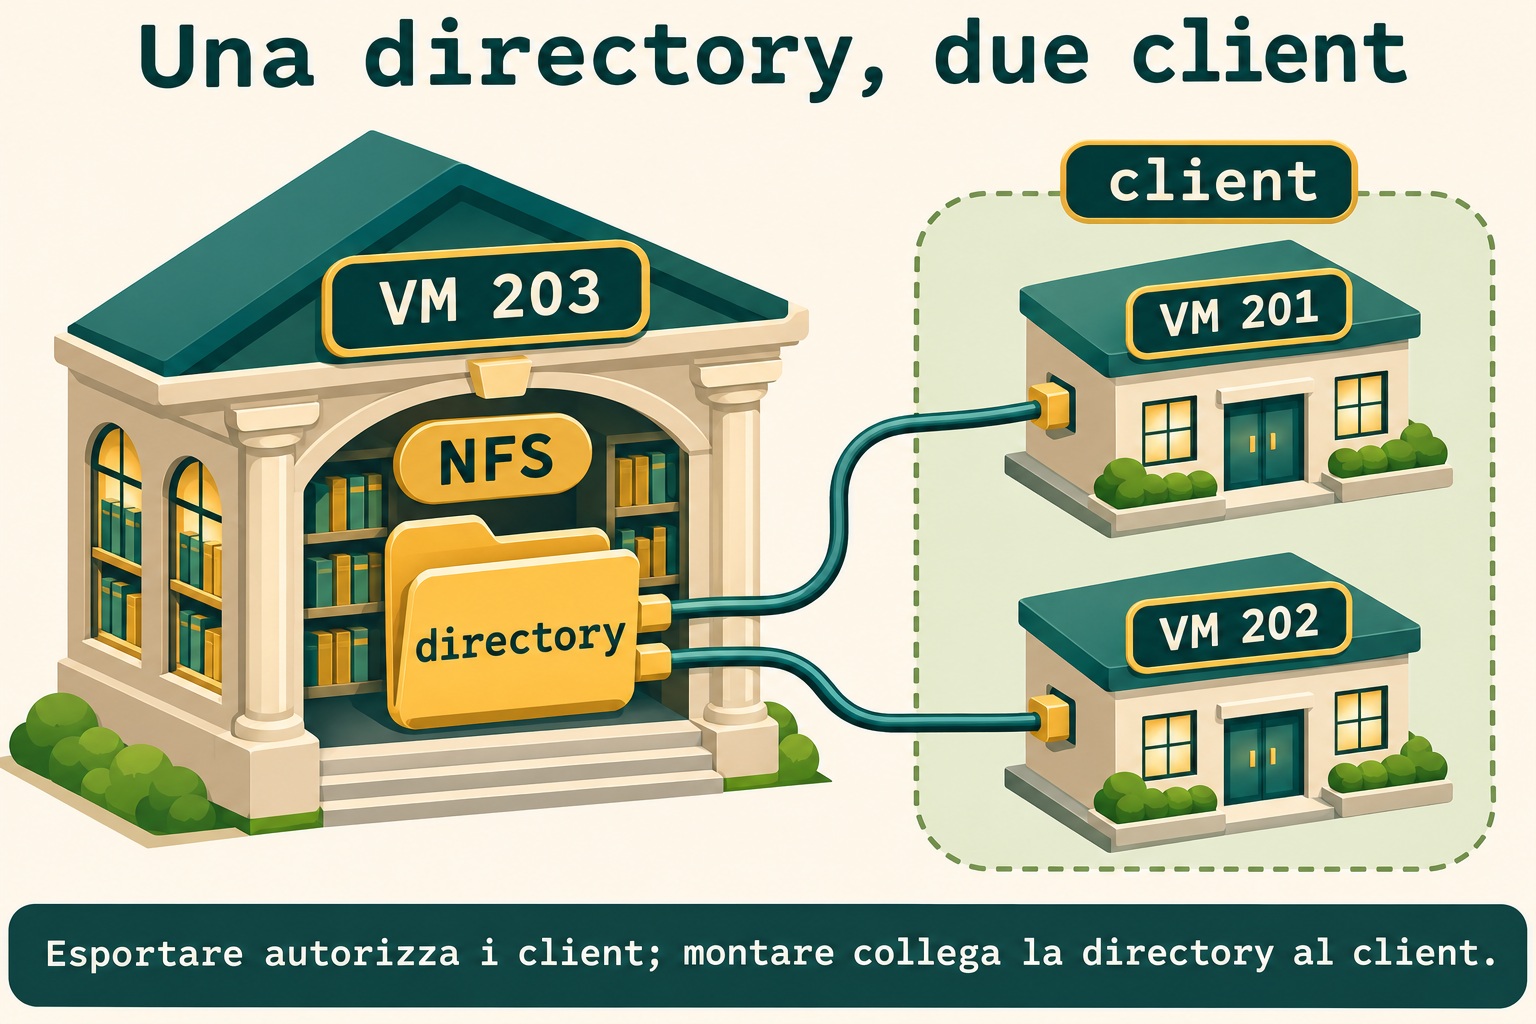 Una directory, due client
client
VM 203
VM 201
NFS
directory
VM 202
Esportare autorizza i client; montare collega la directory al client.